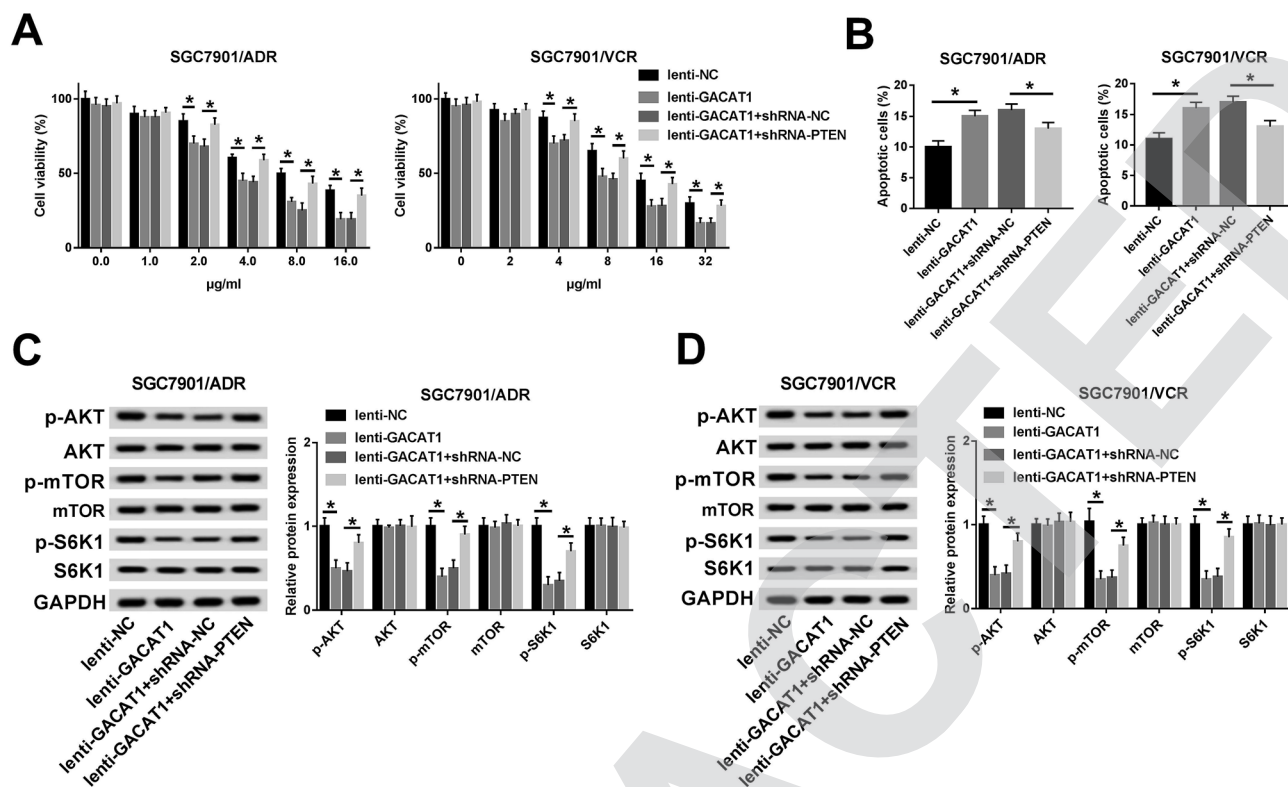 A
SGC7901/ADR
Cell viability (%)
100
50
0
0.0 1.0 2.0 4.0 8.0 16.0
μg/ml
* * * * * * * *
SGC7901/VCR
Cell viability (%)
100
50
0
0 2 4 8 16 32
μg/ml
* * * * * * * *
lenti-NC
lenti-GACAT1
lenti-GACAT1+shRNA-NC
lenti-GACAT1+shRNA-PTEN
B
SGC7901/ADR
Apoptotic cells (%)
20
15
10
5
0
* *
lenti-NC
lenti-GACAT1
lenti-GACAT1+shRNA-NC
lenti-GACAT1+shRNA-PTEN
SGC7901/VCR
Apoptotic cells (%)
20
15
10
5
0
* *
lenti-NC
lenti-GACAT1
lenti-GACAT1+shRNA-NC
lenti-GACAT1+shRNA-PTEN
C
SGC7901/ADR
p-AKT
AKT
p-mTOR
mTOR
p-S6K1
S6K1
GAPDH
lenti-NC
lenti-GACAT1
lenti-GACAT1+shRNA-NC
lenti-GACAT1+shRNA-PTEN
SGC7901/ADR
Relative protein expression
2
1
0
lenti-NC
lenti-GACAT1
lenti-GACAT1+shRNA-NC
lenti-GACAT1+shRNA-PTEN
* * * * * *
p-AKT
AKT
p-mTOR
mTOR
p-S6K1
S6K1
D
SGC7901/VCR
p-AKT
AKT
p-mTOR
mTOR
p-S6K1
S6K1
GAPDH
lenti-NC
lenti-GACAT1
lenti-GACAT1+shRNA-NC
lenti-GACAT1+shRNA-PTEN
SGC7901/VCR
Relative protein expression
2
1
0
lenti-NC
lenti-GACAT1
lenti-GACAT1+shRNA-NC
lenti-GACAT1+shRNA-PTEN
* * * * * *
p-AKT
AKT
p-mTOR
mTOR
p-S6K1
S6K1
ACTE